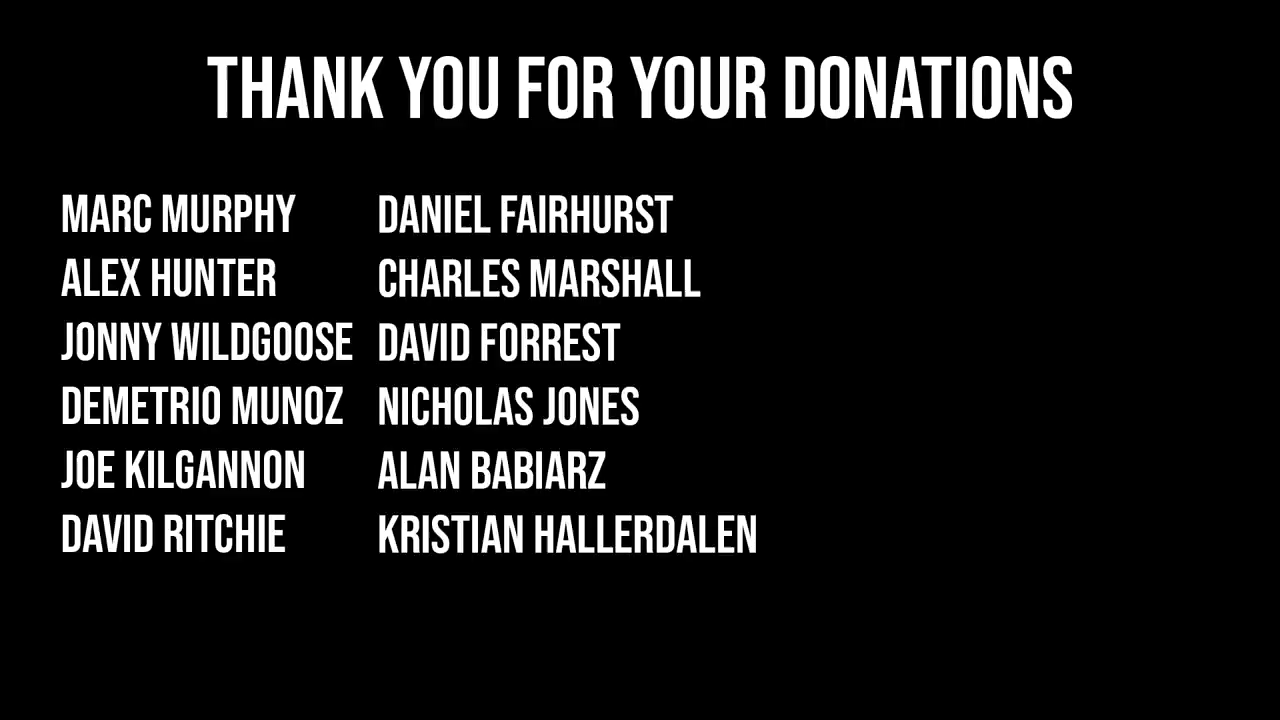 THANK YOU FOR YOUR DONATIONS
MARC MURPHY
ALEX HUNTER
JONNY WILDGOOSE
DEMETRIO MUNOZ
JOE KILGANNON
DAVID RITCHIE
DANIEL FAIRHURST
CHARLES MARSHALL
DAVID FORREST
NICHOLAS JONES
ALAN BABIARZ
KRISTIAN HALLERDALEN